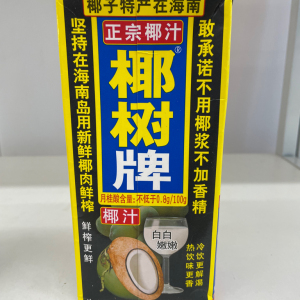 椰子特产在海南
正宗椰汁
坚持在海南岛用新鲜椰肉鲜榨
鲜榨更鲜
椰树牌
®
敢承诺不用椰浆不加香精
月桂酸含量：不低于0.8g/100g
椰汁
白白
嫩嫩
冷饮更解渴
热饮味更香